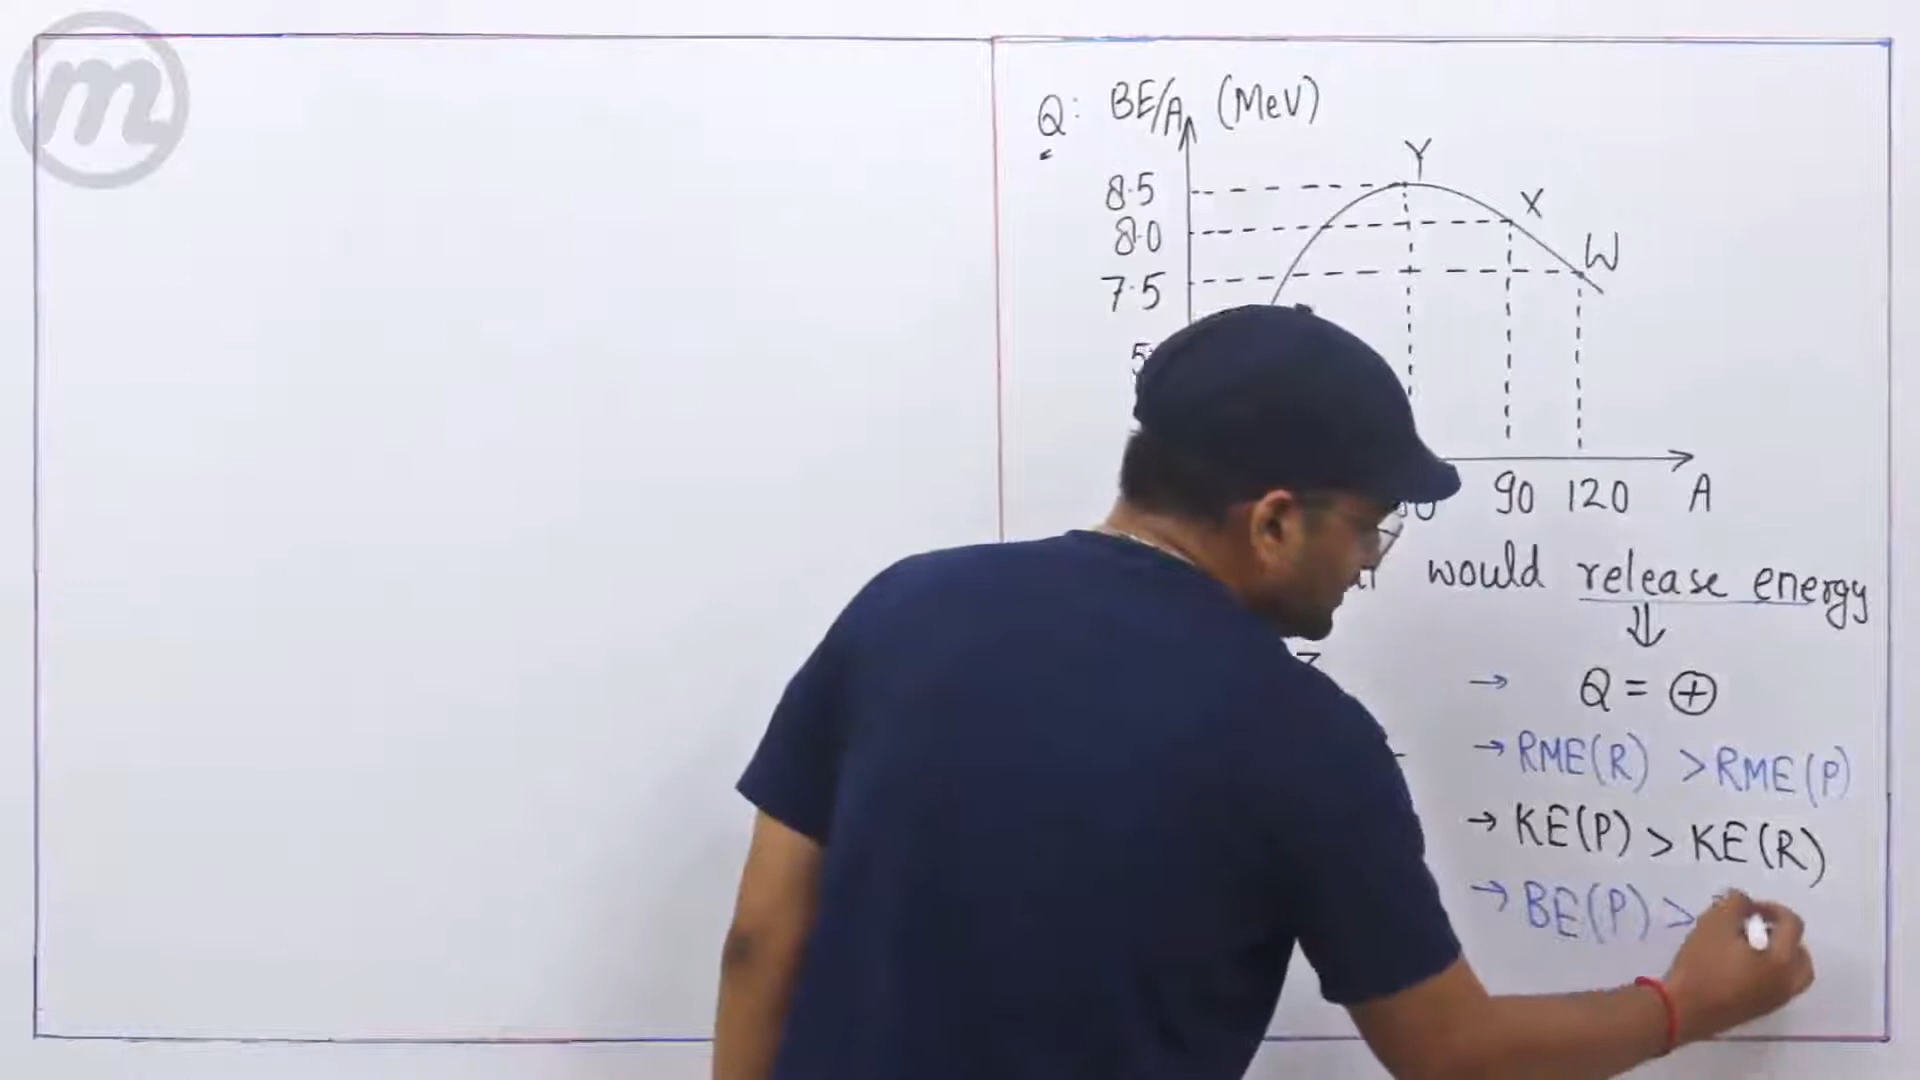 m
Q: BE/A (MeV)
Y
8.5
X
8.0
W
7.5
90 120 A
would release energy
⇓
→ Q = ⊕
→ RME(R) > RME(P)
→ KE(P) > KE(R)
→ BE(P) >